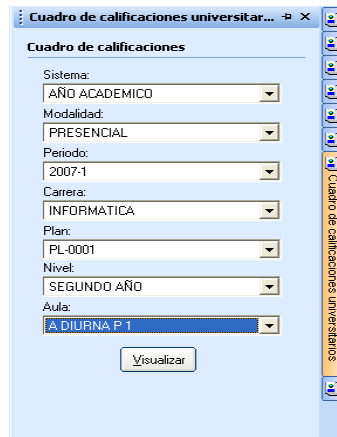 Cuadro de calificaciones universitar...
Cuadro de calificaciones
Sistema:
AÑO ACADEMICO
Modalidad:
PRESENCIAL
Periodo:
2007-1
Carrera:
INFORMATICA
Plan:
PL-0001
Nivel:
SEGUNDO AÑO
Aula:
A DIURNA P 1
Visualizar
Cuadro de calificaciones universitarios